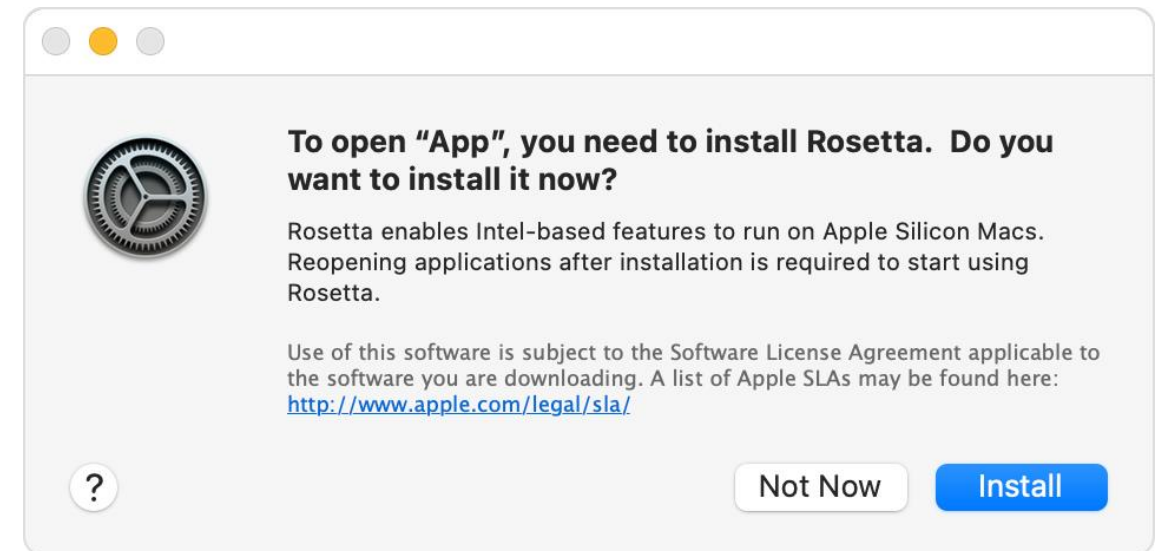 To open “App”, you need to install Rosetta.  Do you
want to install it now?
Rosetta enables Intel-based features to run on Apple Silicon Macs.
Reopening applications after installation is required to start using
Rosetta.
Use of this software is subject to the Software License Agreement applicable to
the software you are downloading. A list of Apple SLAs may be found here:
http://www.apple.com/legal/sla/
?
Not Now
Install